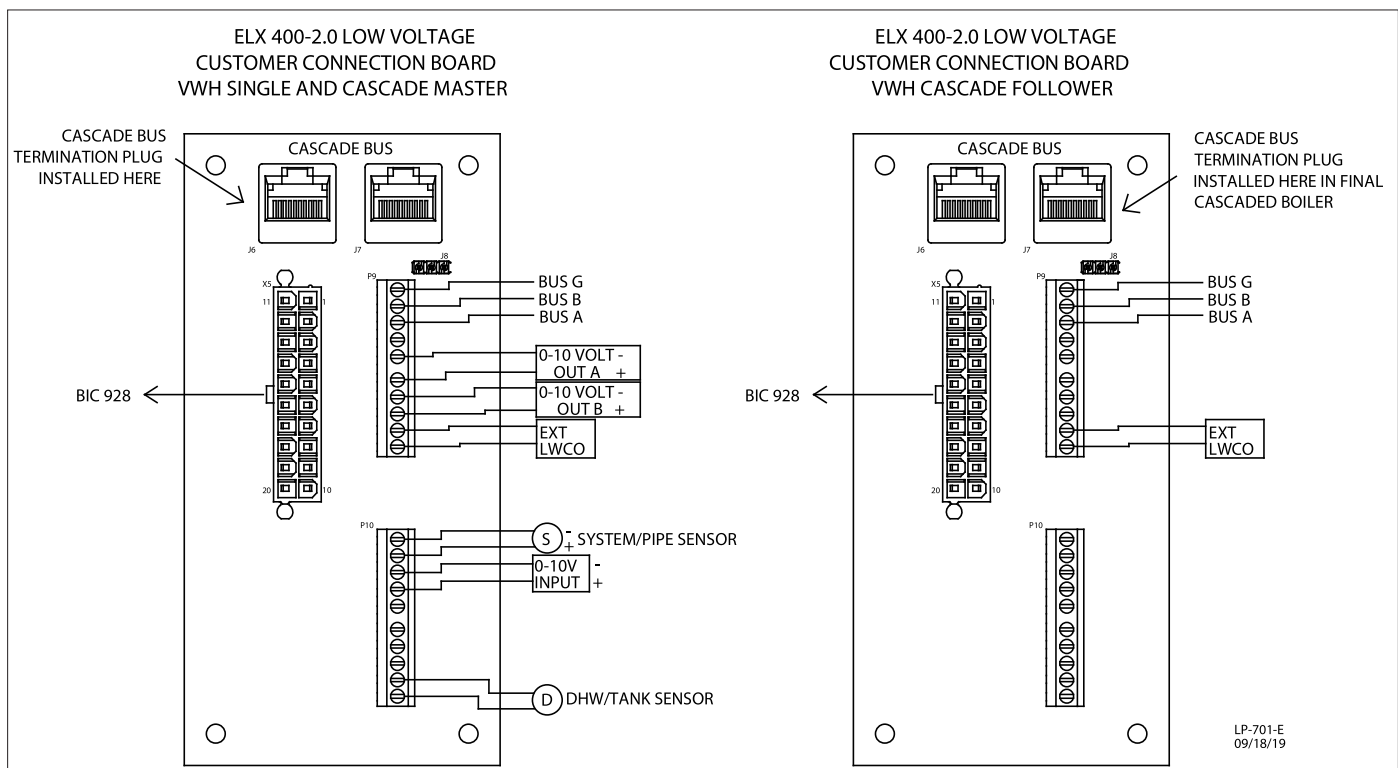 ELX 400-2.0 LOW VOLTAGE
CUSTOMER CONNECTION BOARD
VWH SINGLE AND CASCADE MASTER
CASCADE BUS
TERMINATION PLUG
INSTALLED HERE
CASCADE BUS
J6
J7
J8
X5
P9
11
1
BUS G
BUS B
BUS A
0-10 VOLT -
OUT A +
0-10 VOLT -
OUT B +
EXT
LWCO
BIC 928
20
10
P10
S
-
+
SYSTEM/PIPE SENSOR
0-10V -
INPUT +
D
DHW/TANK SENSOR
ELX 400-2.0 LOW VOLTAGE
CUSTOMER CONNECTION BOARD
VWH CASCADE FOLLOWER
CASCADE BUS
CASCADE BUS
TERMINATION PLUG
INSTALLED HERE IN FINAL
CASCADED BOILER
J6
J7
J8
X5
P9
11
1
BUS G
BUS B
BUS A
BIC 928
EXT
LWCO
20
10
P10
LP-701-E
09/18/19